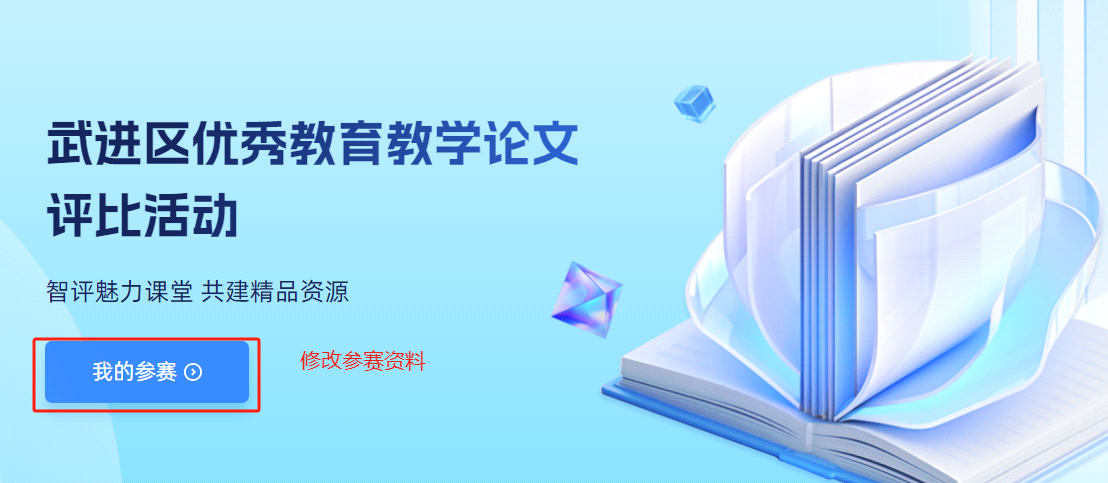 武进区优秀教育教学论文
评比活动
智评魅力课堂 共建精品资源
我的参赛
修改参赛资料